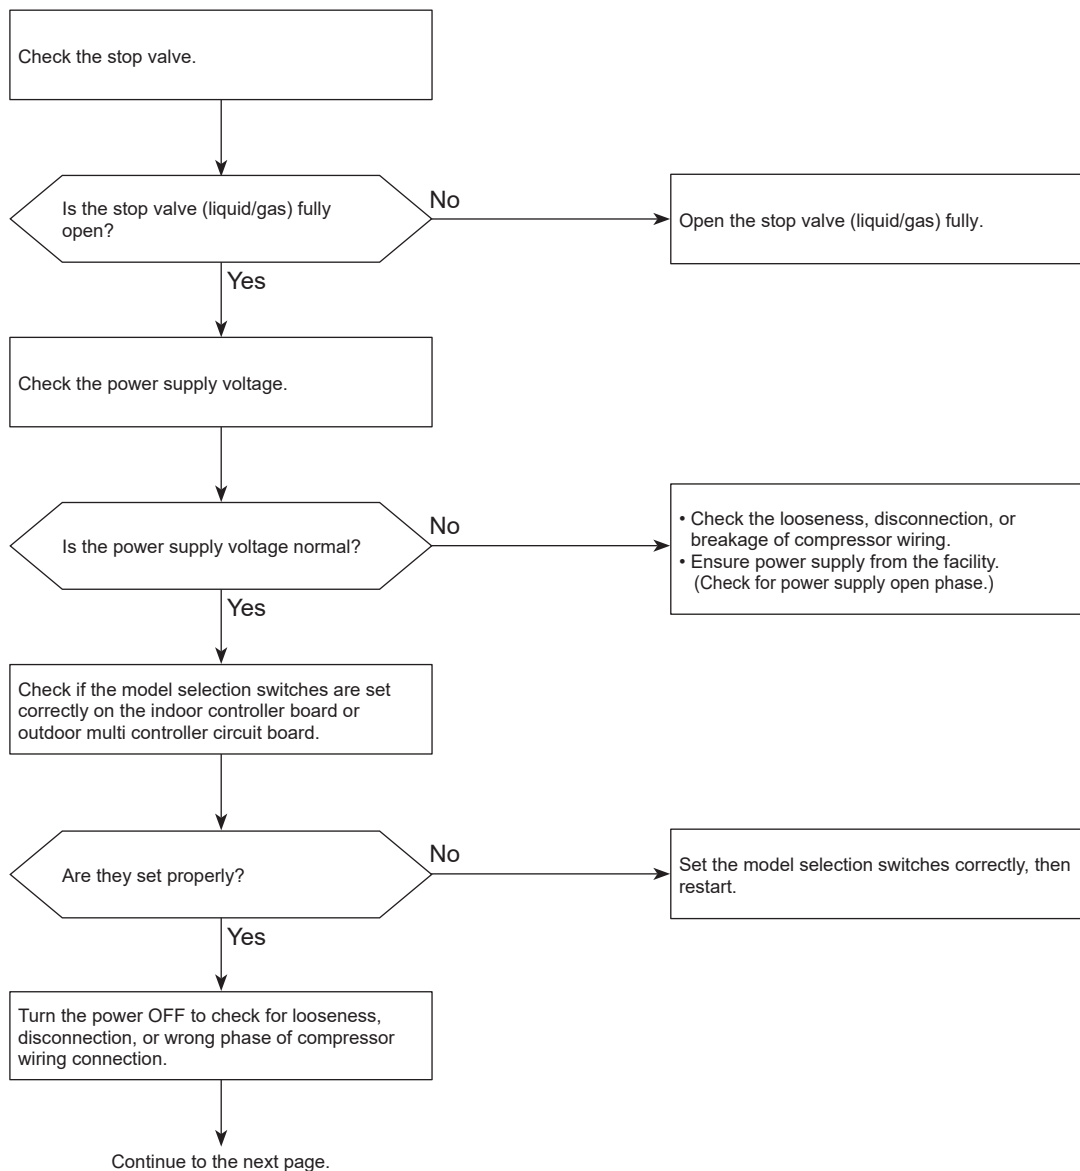 Check the stop valve.
Is the stop valve (liquid/gas) fully
open?
No
Open the stop valve (liquid/gas) fully.
Yes
Check the power supply voltage.
Is the power supply voltage normal?
No
• Check the looseness, disconnection, or
breakage of compressor wiring.
• Ensure power supply from the facility.
(Check for power supply open phase.)
Yes
Check if the model selection switches are set
correctly on the indoor controller board or
outdoor multi controller circuit board.
Are they set properly?
No
Set the model selection switches correctly, then
restart.
Yes
Turn the power OFF to check for looseness,
disconnection, or wrong phase of compressor
wiring connection.
Continue to the next page.